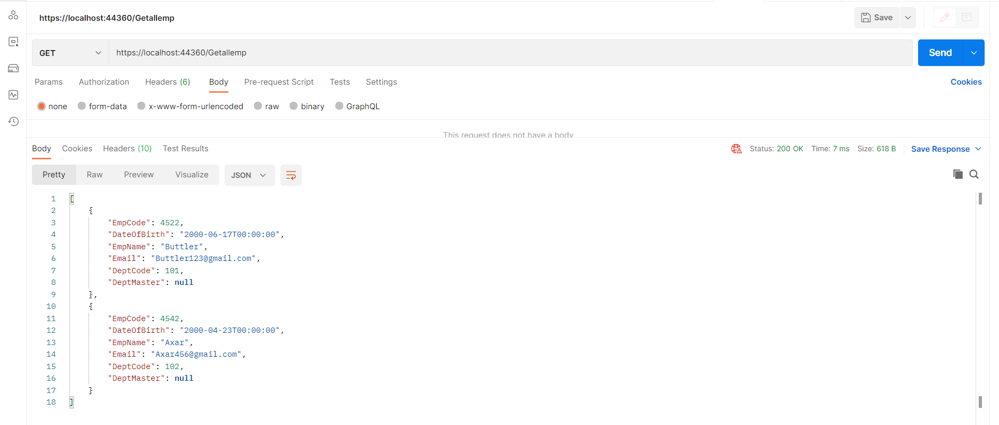 https://localhost:44360/Getallemp
Save
GET
https://localhost:44360/Getallemp
Send
Params Authorization Headers (6) Body Pre-request Script Tests Settings Cookies
none form-data x-www-form-urlencoded raw binary GraphQL
This request does not have a body
Body Cookies Headers (10) Test Results Status: 200 OK Time: 7 ms Size: 618 B Save Response
Pretty Raw Preview Visualize JSON
1 [
2 {
3 "EmpCode": 4522,
4 "DateOfBirth": "2000-06-17T00:00:00",
5 "EmpName": "Buttler",
6 "Email": "Buttler123@gmail.com",
7 "DeptCode": 101,
8 "DeptMaster": null
9 },
10 {
11 "EmpCode": 4542,
12 "DateOfBirth": "2000-04-23T00:00:00",
13 "EmpName": "Axar",
14 "Email": "Axar456@gmail.com",
15 "DeptCode": 102,
16 "DeptMaster": null
17 }
18 ]